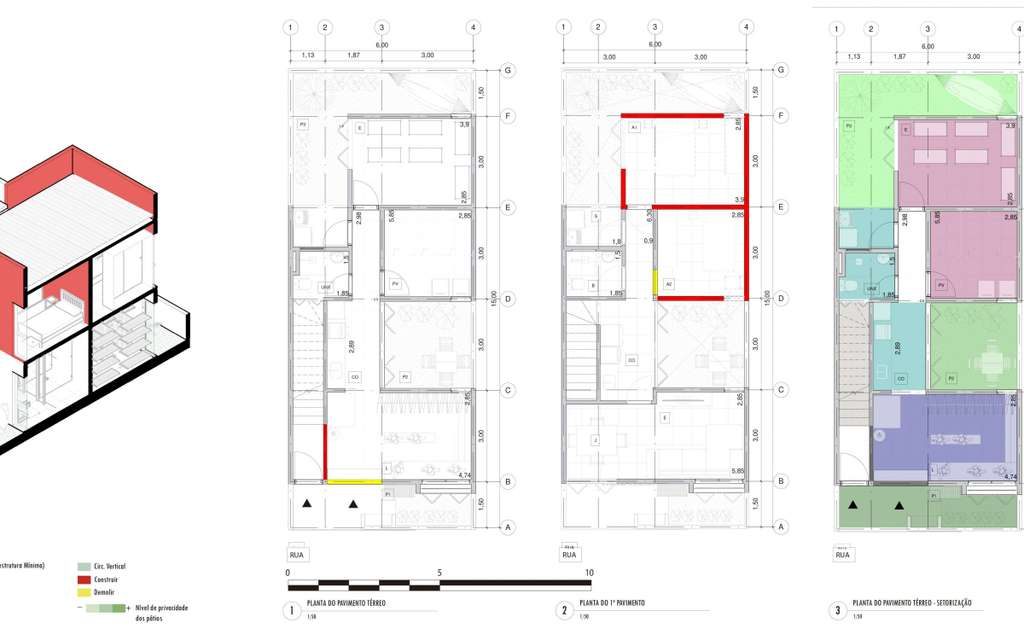 1 2 3 4
6,00
1,13 1,87 3,00
G
1,50
F
P3
E
3,9
3,00
2,85
E
2,98
5,85
2,85
3,00
PV
1,5
1,85
D
15,00
2,89
3,00
CO
P2
C
2,85
3,00
L
4,74
B
P1
1,50
A
RUA
1 2 3 4
6,00
3,00 3,00
G
1,50
F
A1
2,85
3,00
3,9
E
S
6,30
2,85
1,8
0,9
1,5
3,00
B
1,85
A2
D
15,00
3,00
CO
C
2,85
E
J
3,00
5,85
B
1,50
A
RUA
1 2 3 4
6,00
1,13 1,87 3,00
P3
E
3,9
2,85
2,98
5,85
2,85
1,5
PV
1,85
2,89
CO
P2
2,85
L
4,74
P1
RUA
estrutura Mínima)
Circ. Vertical
Construir
Demolir
− + Nível de privacidade
dos pátios
0 5 10
1 PLANTA DO PAVIMENTO TÉRREO
1/50
2 PLANTA DO 1º PAVIMENTO
1/50
3 PLANTA DO PAVIMENTO TÉRREO - SETORIZAÇÃO
1/50